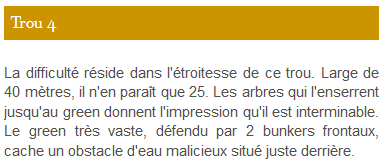 Trou 4
La difficulté réside dans l'étroitesse de ce trou. Large de
40 mètres, il n'en paraît que 25. Les arbres qui l'enserrent
jusqu'au green donnent l'impression qu'il est interminable.
Le green très vaste, défendu par 2 bunkers frontaux,
cache un obstacle d'eau malicieux situé juste derrière.